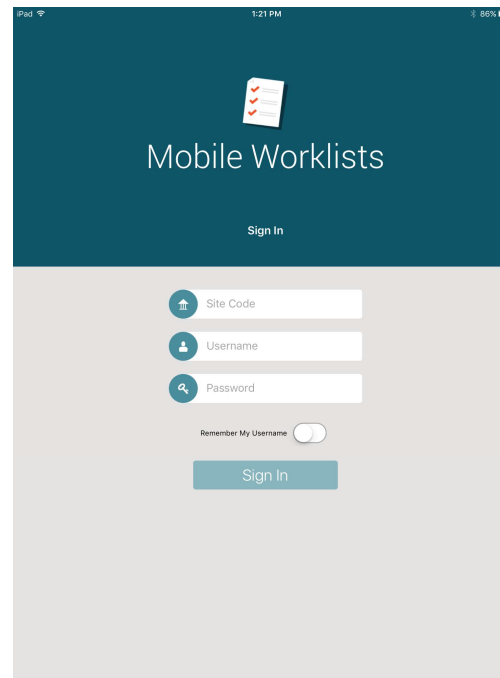 iPad 1:21 PM 86%
Mobile Worklists
Sign In
Site Code
Username
Password
Remember My Username
Sign In